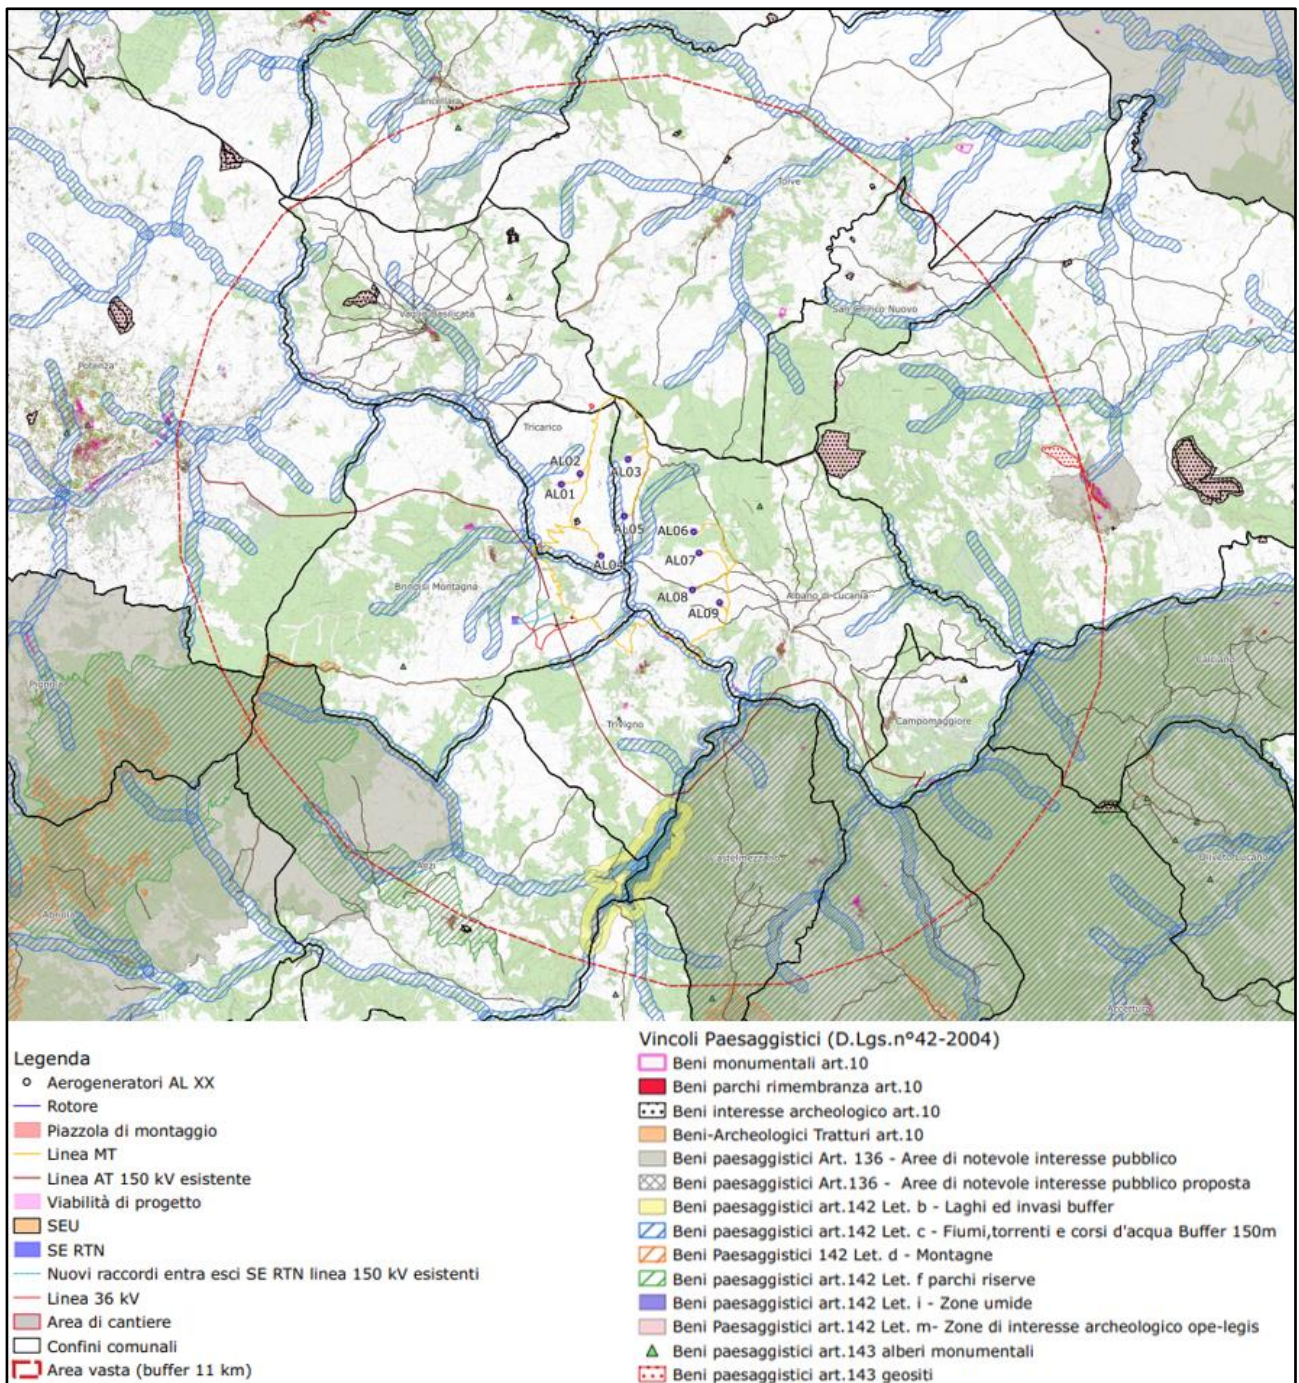 Cancellara
Tolve
Vaglio Basilicata
San Chirico Nuovo
Potenza
Tricarico
AL02
AL03
AL01
AL05
AL06
AL04
AL07
Brindisi Montagna
AL08
AL09
Albano di Lucania
Calciano
Pignola
Trivigno
Campomaggiore
Anzi
Castelmezzano
Oliveto Lucano
Abriola
Accettura
Legenda
Aerogeneratori AL XX
Rotore
Piazzola di montaggio
Linea MT
Linea AT 150 kV esistente
Viabilità di progetto
SEU
SE RTN
Nuovi raccordi entra esci SE RTN linea 150 kV esistenti
Linea 36 kV
Area di cantiere
Confini comunali
Area vasta (buffer 11 km)
Vincoli Paesaggistici (D.Lgs.nº42-2004)
Beni monumentali art.10
Beni parchi rimembranza art.10
Beni interesse archeologico art.10
Beni-Archeologici Tratturi art.10
Beni paesaggistici Art. 136 - Aree di notevole interesse pubblico
Beni paesaggistici Art.136 - Aree di notevole interesse pubblico proposta
Beni paesaggistici art.142 Let. b - Laghi ed invasi buffer
Beni paesaggistici art.142 Let. c - Fiumi,torrenti e corsi d'acqua Buffer 150m
Beni Paesaggistici 142 Let. d - Montagne
Beni paesaggistici art.142 Let. f parchi riserve
Beni paesaggistici art.142 Let. i - Zone umide
Beni Paesaggistici art.142 Let. m- Zone di interesse archeologico ope-legis
Beni paesaggistici art.143 alberi monumentali
Beni paesaggistici art.143 geositi